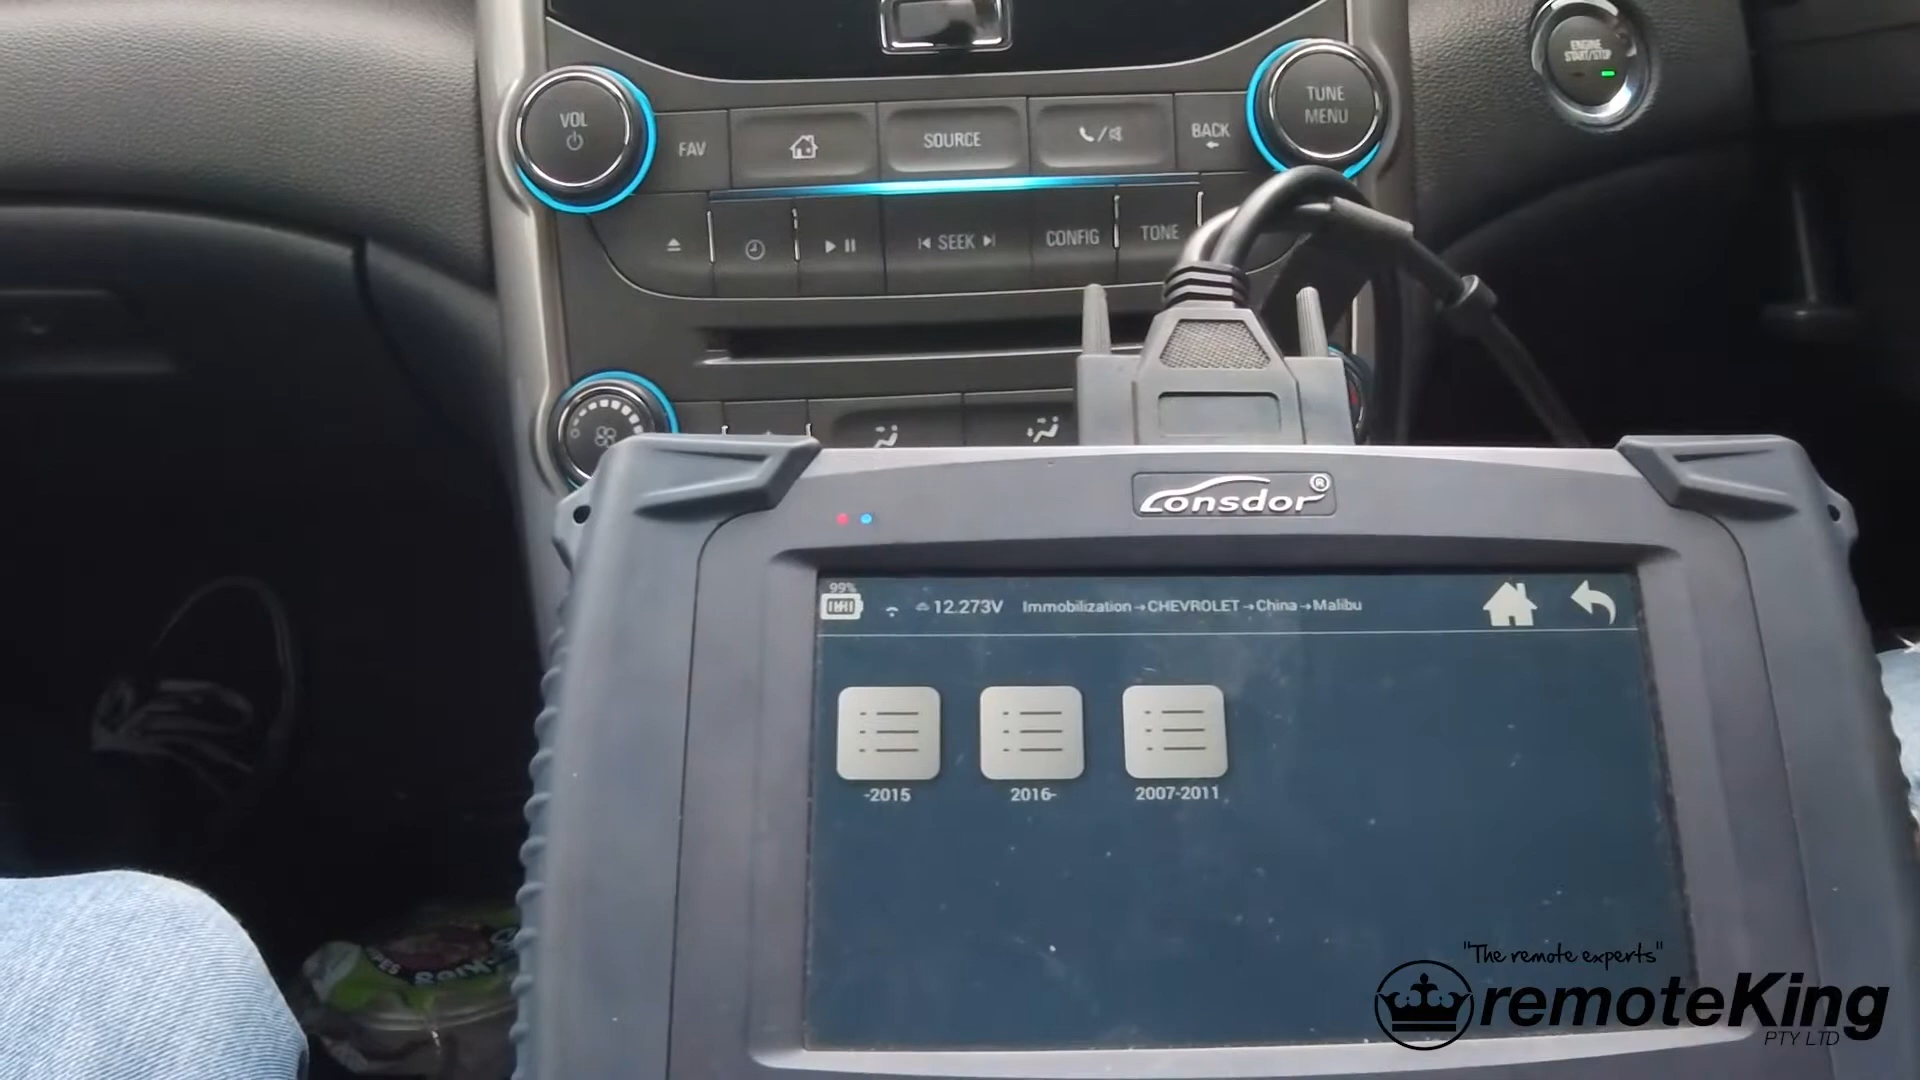 ENGINE
START/STOP
VOL
FAV
SOURCE
BACK
TUNE
MENU
SEEK
CONFIG
TONE
Lonsdor®
99%
12.273V
Immobilization→CHEVROLET→China→Malibu
-2015
2016-
2007-2011
"The remote experts"
remoteKing
PTY LTD